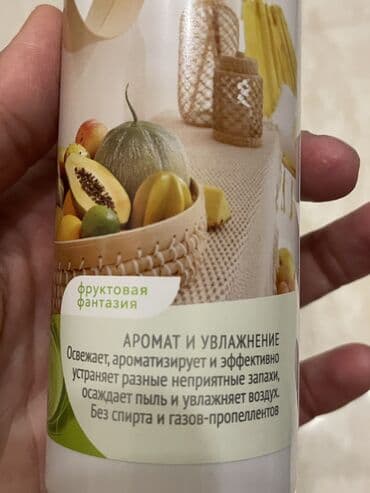 фруктовая
фантазия
АРОМАТ И УВЛАЖНЕНИЕ
Освежает, ароматизирует и эффективно
устраняет разные неприятные запахи,
осаждает пыль и увлажняет воздух.
Без спирта и газов-пропеллентов